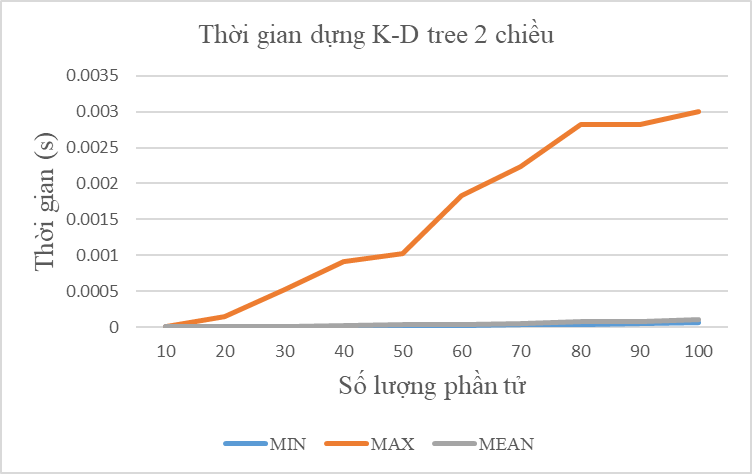 Thời gian dựng K-D tree 2 chiều
0.0035
0.003
0.0025
0.002
0.0015
0.001
0.0005
0
Thời gian (s)
10 20 30 40 50 60 70 80 90 100
Số lượng phần tử
MIN MAX MEAN